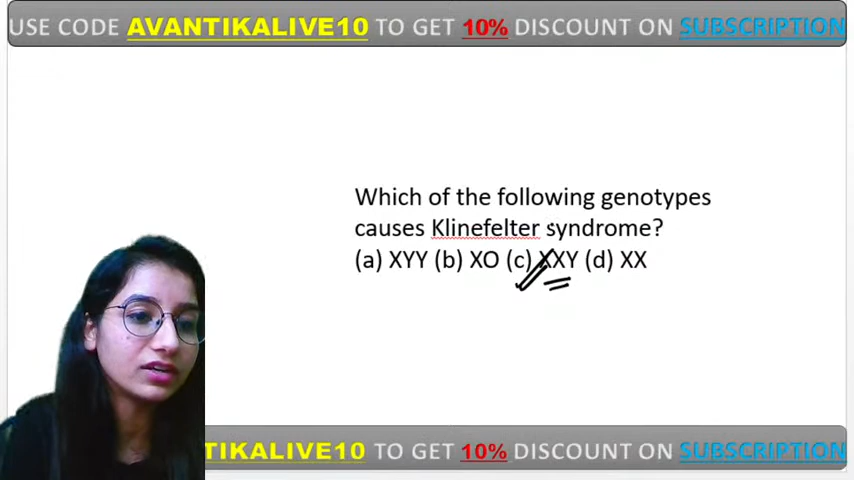 USE CODE AVANTIKALIVE10 TO GET 10% DISCOUNT ON SUBSCRIPTION
Which of the following genotypes
causes Klinefelter syndrome?
(a) XYY (b) XO (c) XXY (d) XX
TIKALIVE10 TO GET 10% DISCOUNT ON SUBSCRIPTION